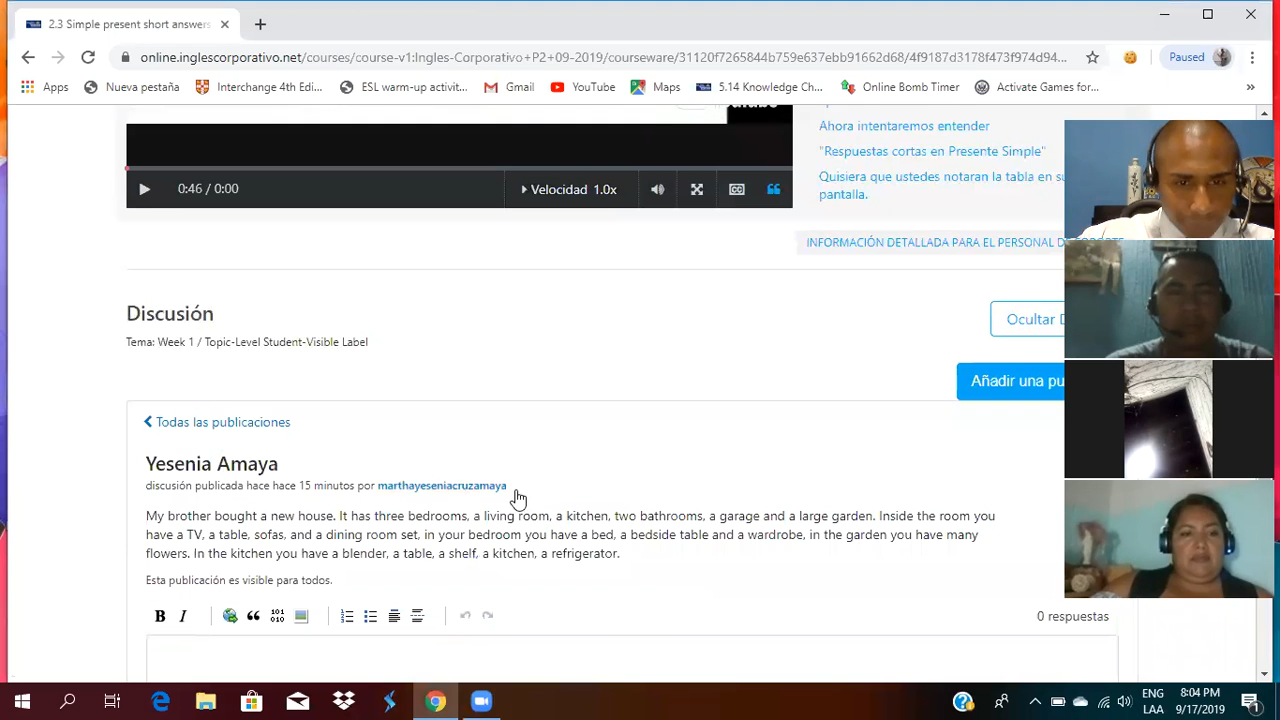 2.3 Simple present short answers
online.inglescorporativo.net/courses/course-v1:Ingles-Corporativo+P2+09-2019/courseware/31120f7265844b759e637ebb91662d68/4f9187d3178f473f974d94...
Paused
Apps
Nueva pestaña
Interchange 4th Edi...
ESL warm-up activit...
Gmail
YouTube
Maps
5.14 Knowledge Ch...
Online Bomb Timer
Activate Games for...
Ahora intentaremos entender
"Respuestas cortas en Presente Simple"
Quisiera que ustedes notaran la tabla en su
pantalla.
0:46 / 0:00
Velocidad 1.0x
INFORMACIÓN DETALLADA PARA EL PERSONAL DE
Discusión
Ocultar D
Tema: Week 1 / Topic-Level Student-Visible Label
Añadir una pu
Todas las publicaciones
Yesenia Amaya
discusión publicada hace hace 15 minutos por marthayeseniacruzamaya
My brother bought a new house. It has three bedrooms, a living room, a kitchen, two bathrooms, a garage and a large garden. Inside the room you
have a TV, a table, sofas, and a dining room set, in your bedroom you have a bed, a bedside table and a wardrobe, in the garden you have many
flowers. In the kitchen you have a blender, a table, a shelf, a kitchen, a refrigerator.
Esta publicación es visible para todos.
B I
0 respuestas
ENG
LAA
8:04 PM
9/17/2019